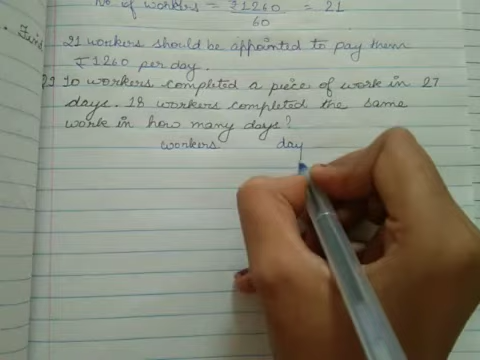 No of workers = ₹1260 = 21
60
Find
21 workers should be appointed to pay them
₹1260 per day.
10 workers completed a piece of work in 27
days. 18 workers completed the same
work in how many days?
workers day